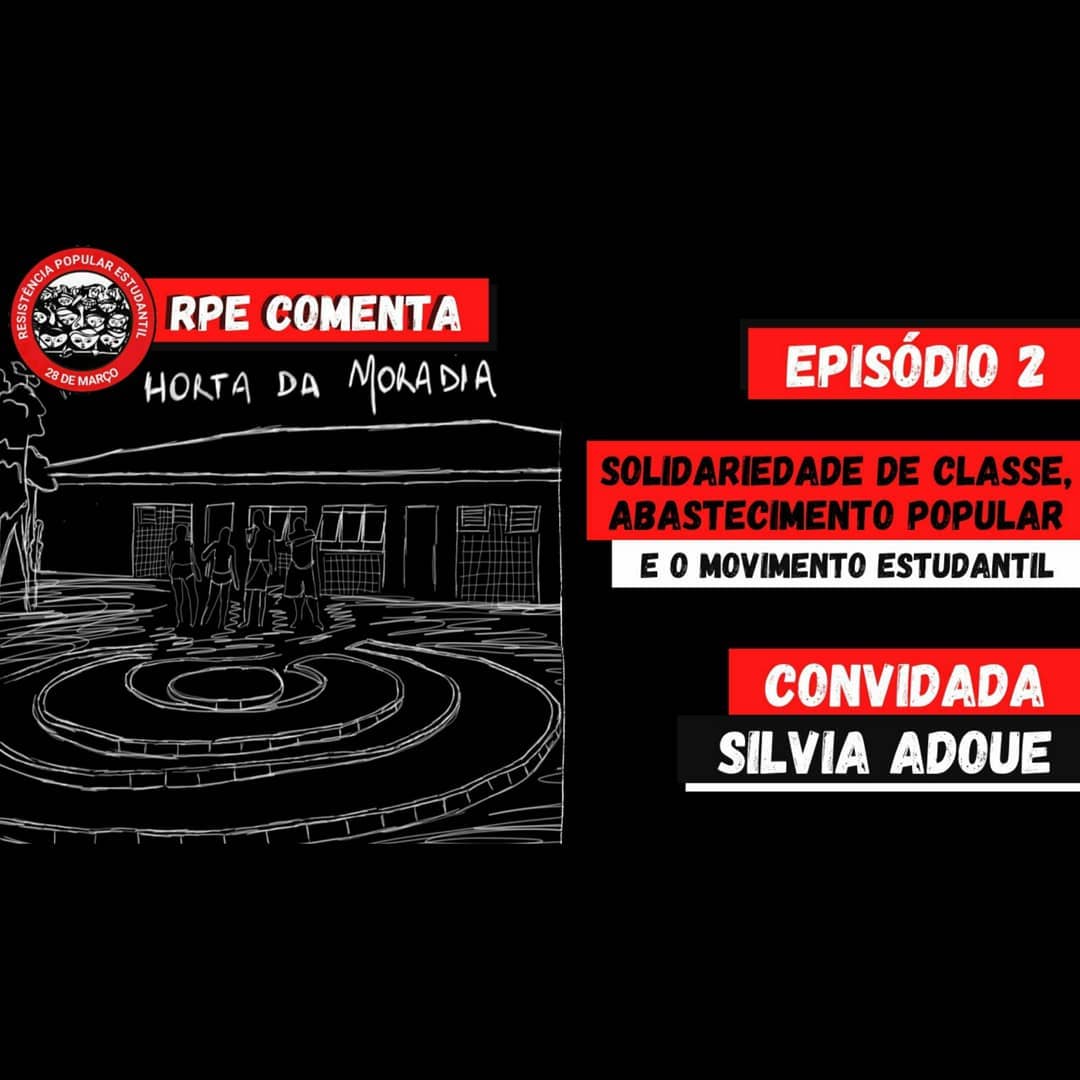 RESISTÊNCIA POPULAR ESTUDANTIL
28 DE MARÇO
RPE COMENTA
HORTA DA MORADIA
EPISÓDIO 2
SOLIDARIEDADE DE CLASSE,
ABASTECIMENTO POPULAR
E O MOVIMENTO ESTUDANTIL
CONVIDADA
SILVIA ADOUE